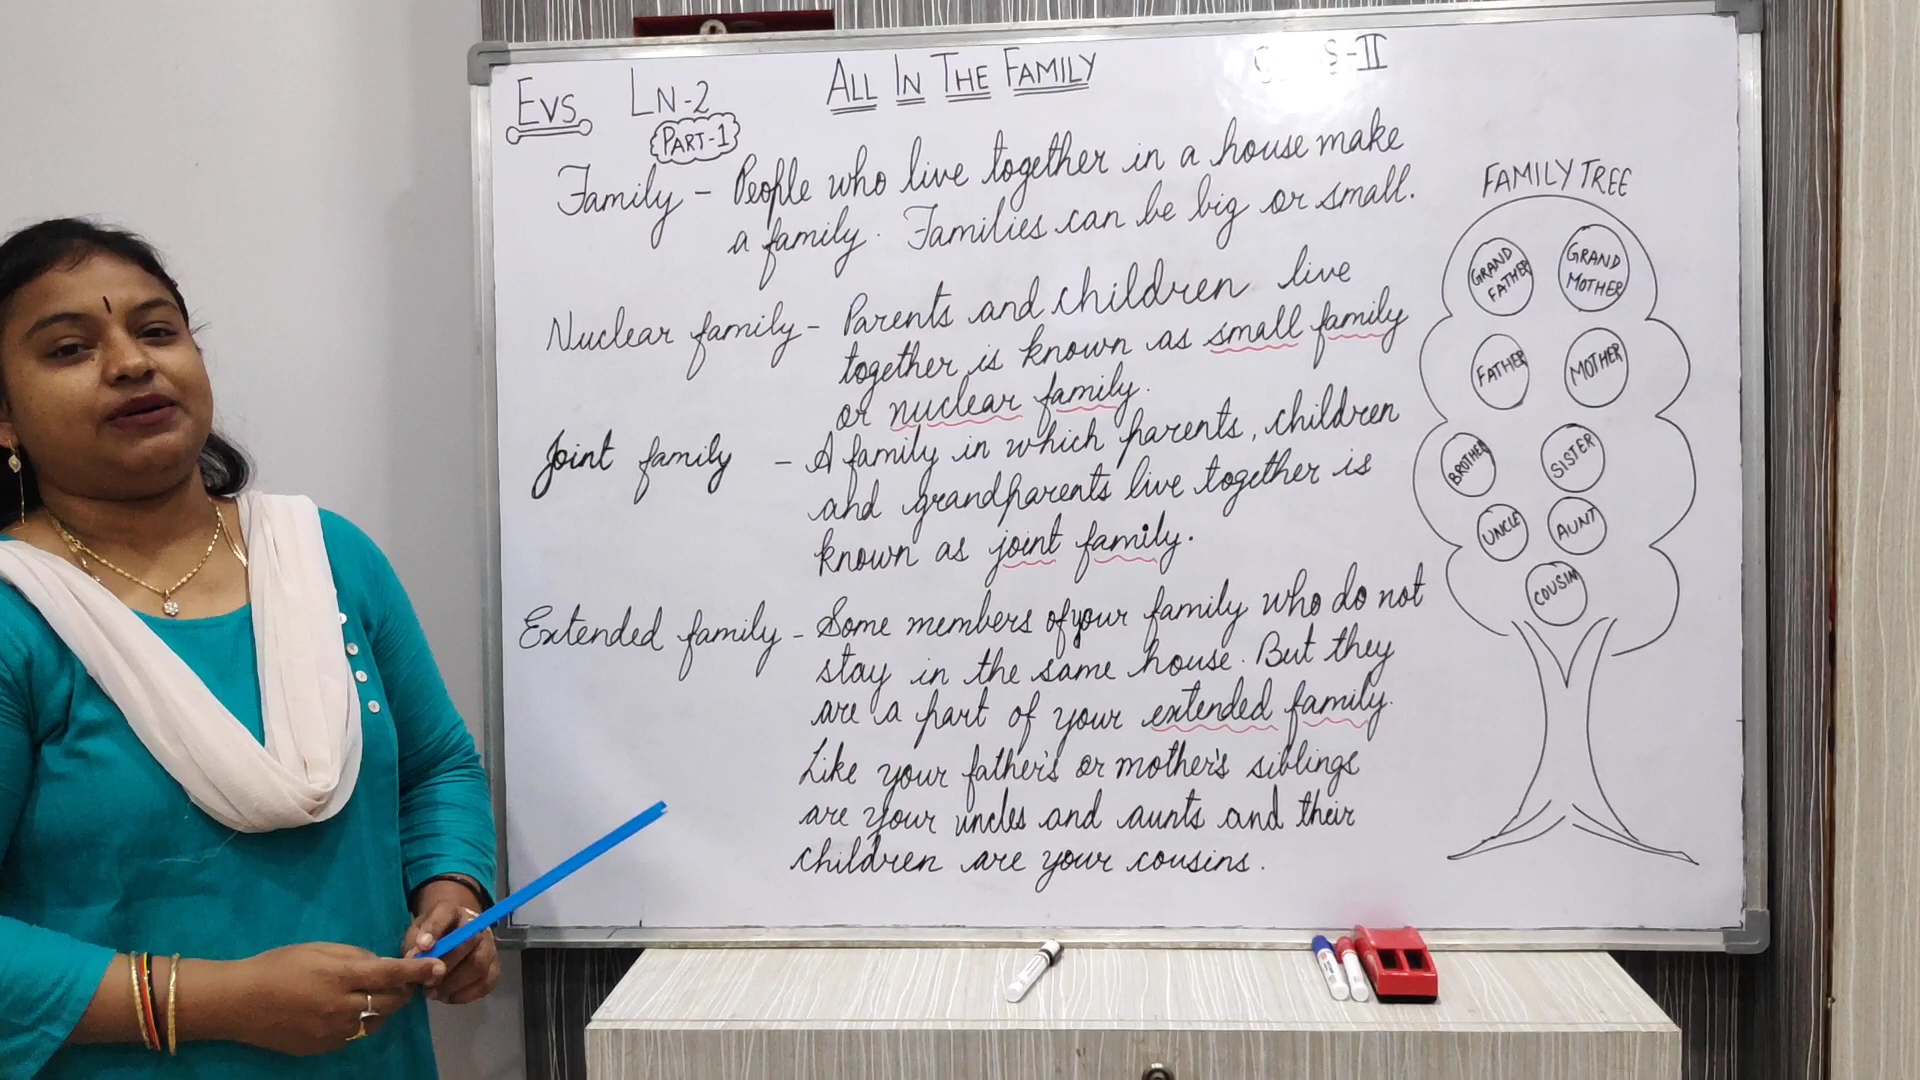 EVS LN-2 ALL IN THE FAMILY S-II
PART-1
Family - People who live together in a house make
a family. Families can be big or small.
Nuclear family - Parents and children live
together is known as small family
or nuclear family.
Joint family - A family in which parents, children
and grandparents live together is
known as joint family.
Extended family - Some members of your family who do not
stay in the same house. But they
are a part of your extended family.
Like your father's or mother's siblings
are your uncles and aunts and their
children are your cousins.
FAMILY TREE
GRAND
FATHER
GRAND
MOTHER
FATHER
MOTHER
BROTHER
SISTER
UNCLE
AUNT
COUSIN